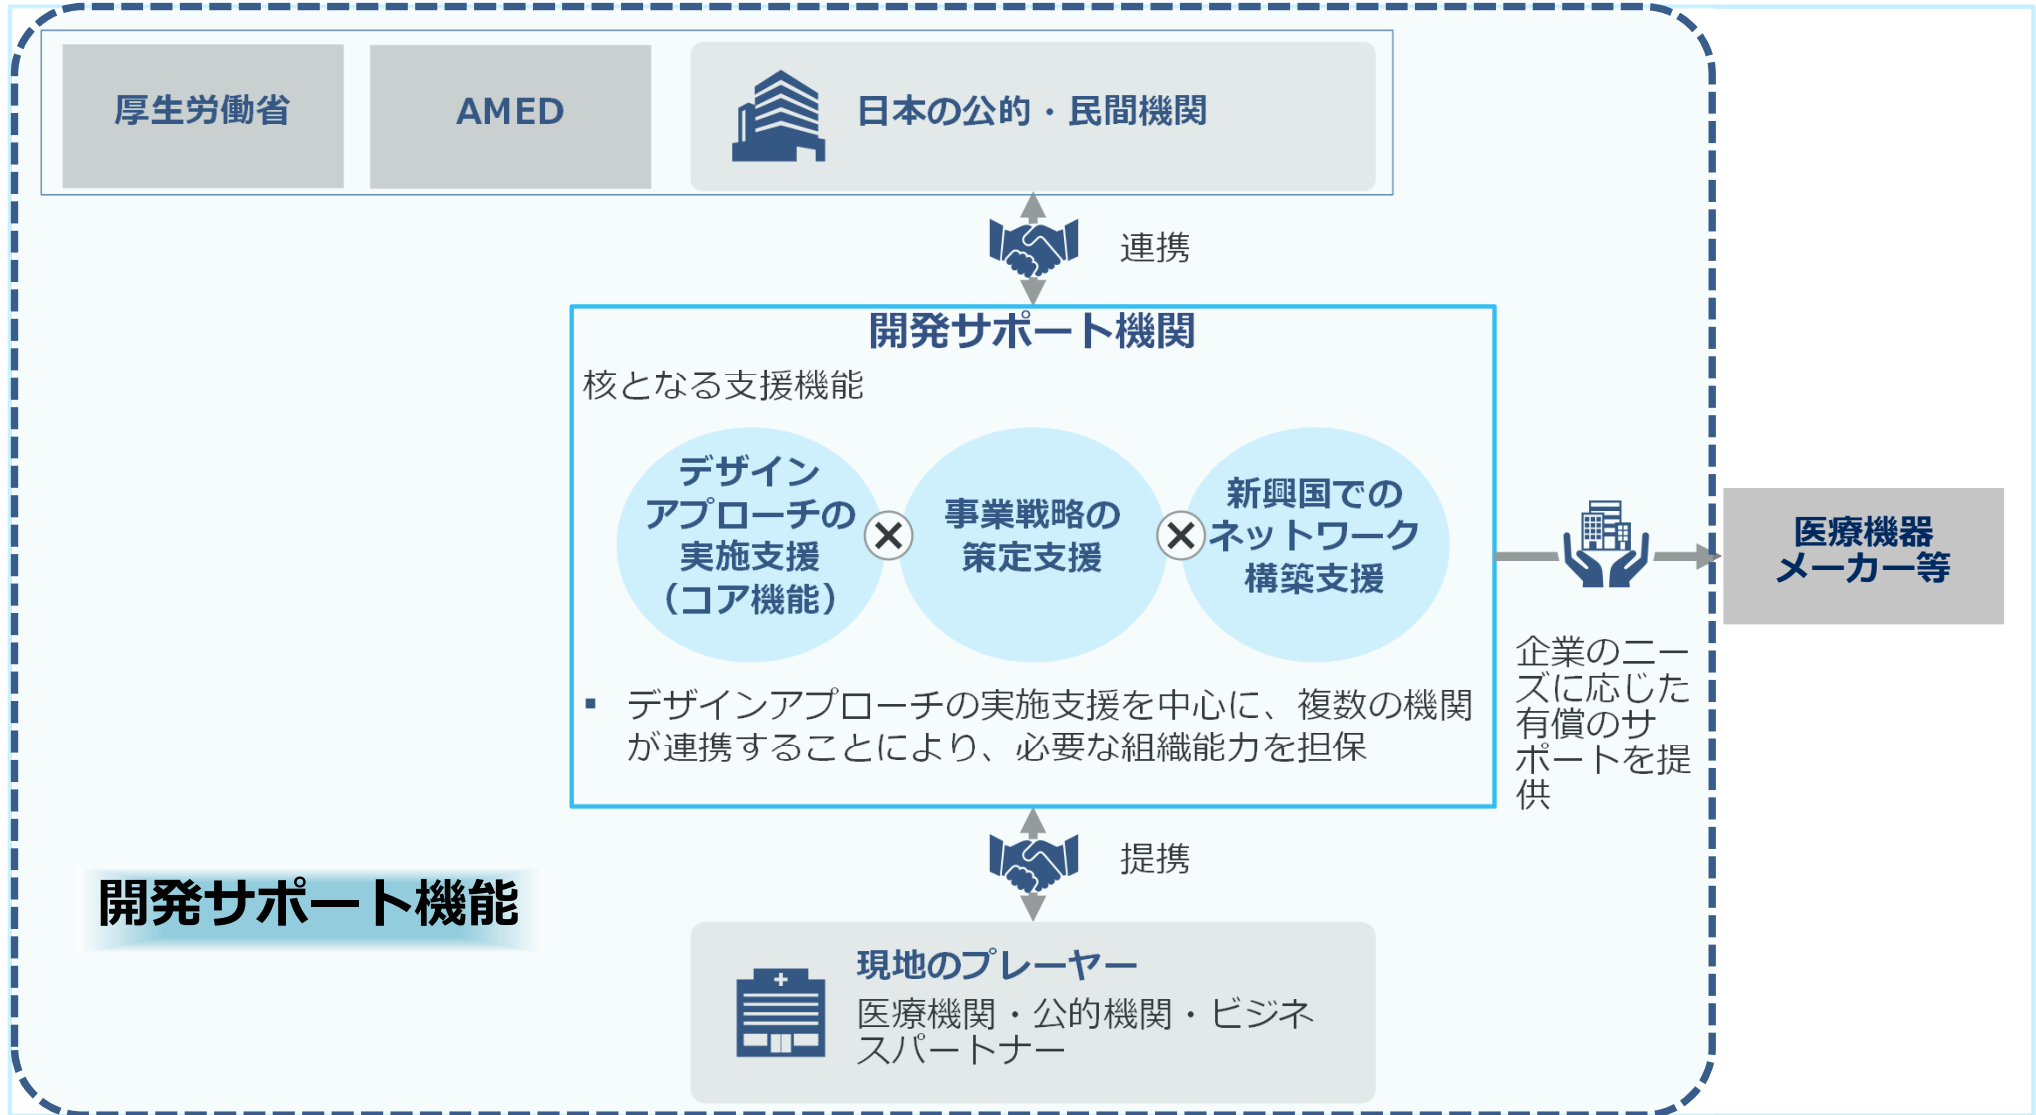 厚生労働省
AMED
日本の公的・民間機関
連携
開発サポート機関
核となる支援機能
デザイン
アプローチの
実施支援
（コア機能）
事業戦略の
策定支援
新興国での
ネットワーク
構築支援
▪ デザインアプローチの実施支援を中心に、複数の機関
が連携することにより、必要な組織能力を担保
企業のニー
ズに応じた
有償のサ
ポートを提
供
医療機器
メーカー等
提携
開発サポート機能
現地のプレーヤー
医療機関・公的機関・ビジネ
スパートナー